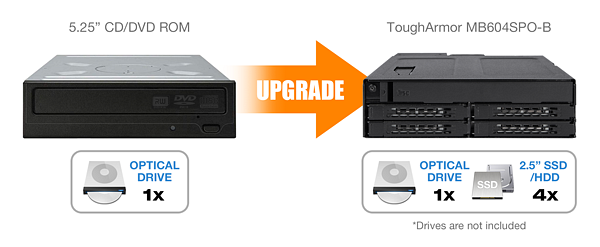 5.25” CD/DVD ROM
ToughArmor MB604SPO-B
UPGRADE
OPTICAL
DRIVE
1x
OPTICAL
DRIVE
1x
SSD
2.5” SSD
/HDD
4x
*Drives are not included